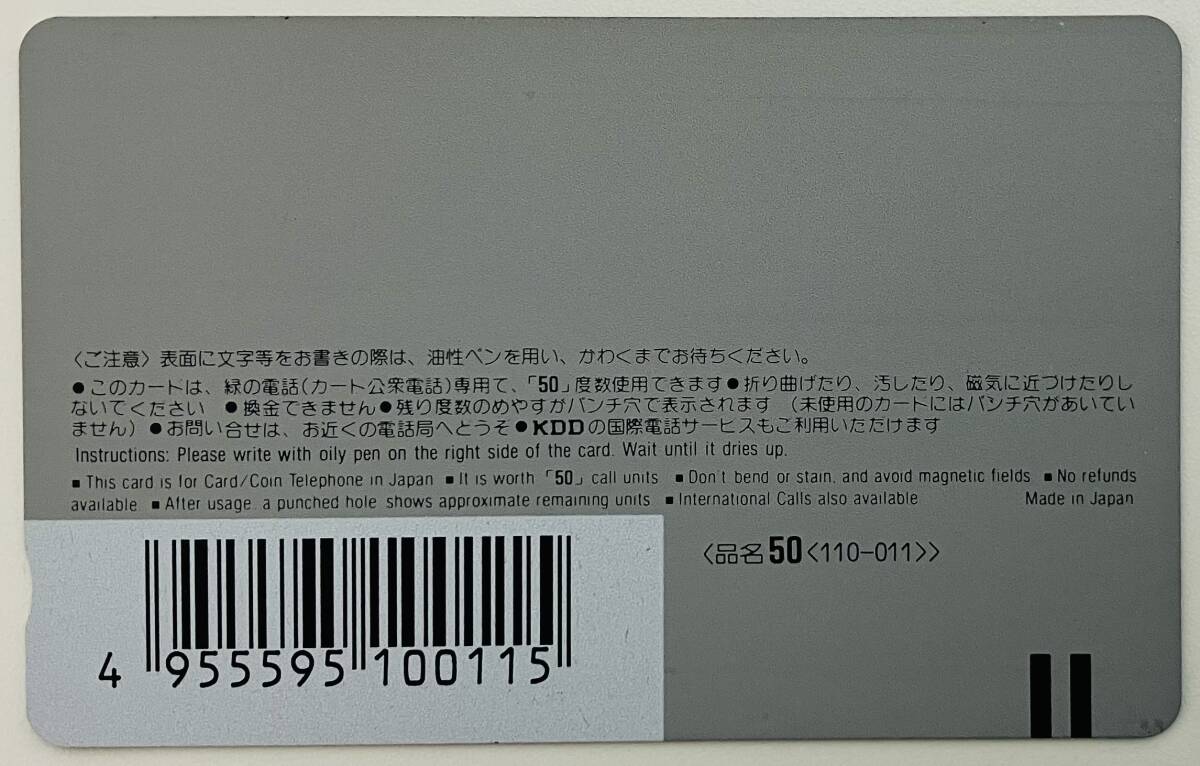 〈ご注意〉表面に文字等をお書きの際は、油性ペンを用い、かわくまでお待ちください。
●このカードは、緑の電話(カード公衆電話)専用で、「50」度数使用できます●折り曲げたり、汚したり、磁気に近づけたりし
ないでください ●換金できません●残り度数のめやすがパンチ穴で表示されます (未使用のカードにはパンチ穴があいてい
ません)●お問い合せは、お近くの電話局へどうぞ●KDDの国際電話サービスもご利用いただけます
Instructions: Please write with oily pen on the right side of the card. Wait until it dries up.
■This card is for Card/Coin Telephone in Japan ■It is worth「50」call units ■Don't bend or stain, and avoid magnetic fields ■No refunds
available ■After usage, a punched hole shows approximate remaining units ■International Calls also available Made in Japan
〈品名50<110-011>〉
4 955595 100115